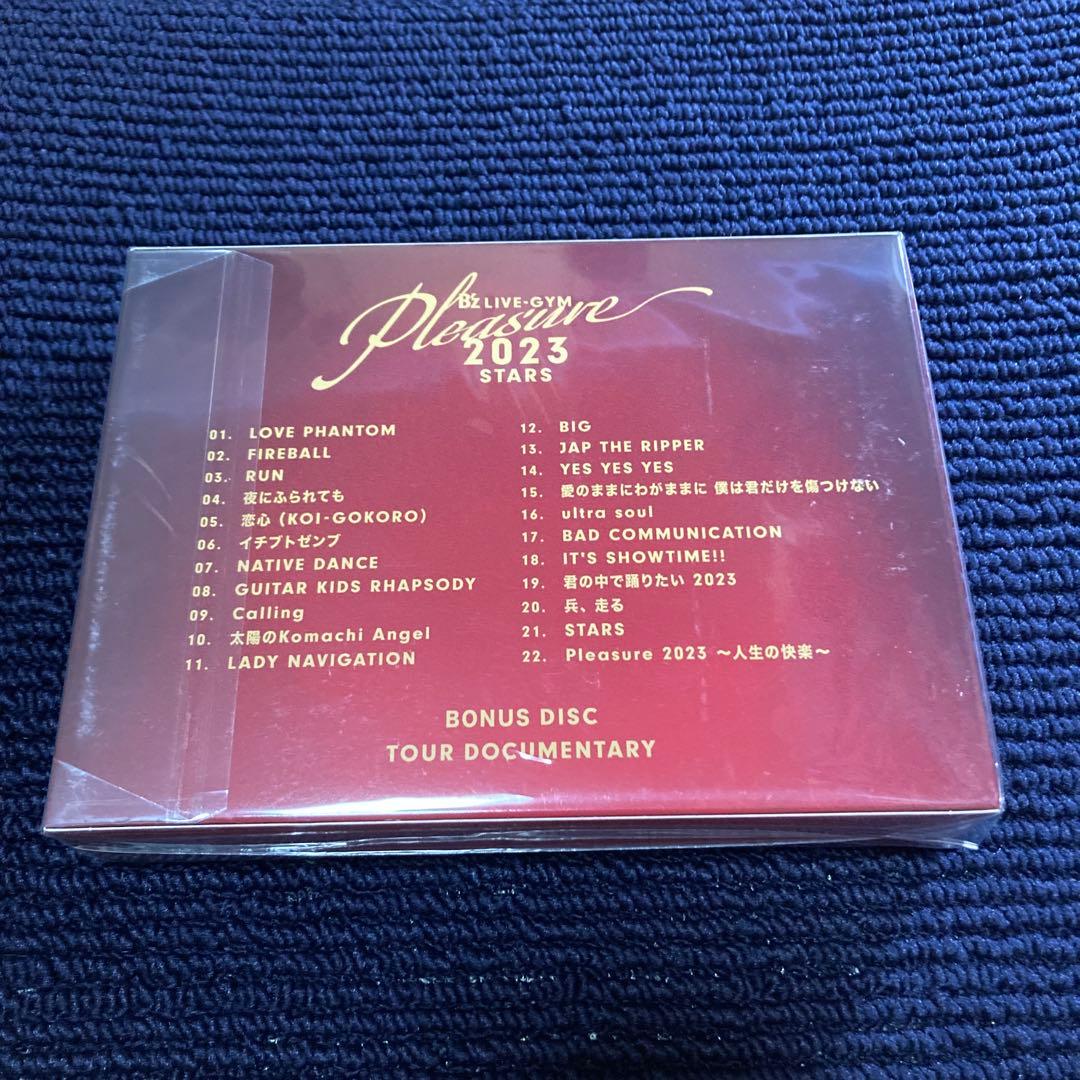 B'z LIVE-GYM
Pleasure
2023
STARS
01. LOVE PHANTOM
02. FIREBALL
03. RUN
04. 夜にふられても
05. 恋心 (KOI-GOKORO)
06. イチブトゼンブ
07. NATIVE DANCE
08. GUITAR KIDS RHAPSODY
09. Calling
10. 太陽のKomachi Angel
11. LADY NAVIGATION
12. BIG
13. JAP THE RIPPER
14. YES YES YES
15. 愛のままにわがままに 僕は君だけを傷つけない
16. ultra soul
17. BAD COMMUNICATION
18. IT'S SHOWTIME!!
19. 君の中で踊りたい 2023
20. 兵、走る
21. STARS
22. Pleasure 2023 〜人生の快楽〜
BONUS DISC
TOUR DOCUMENTARY